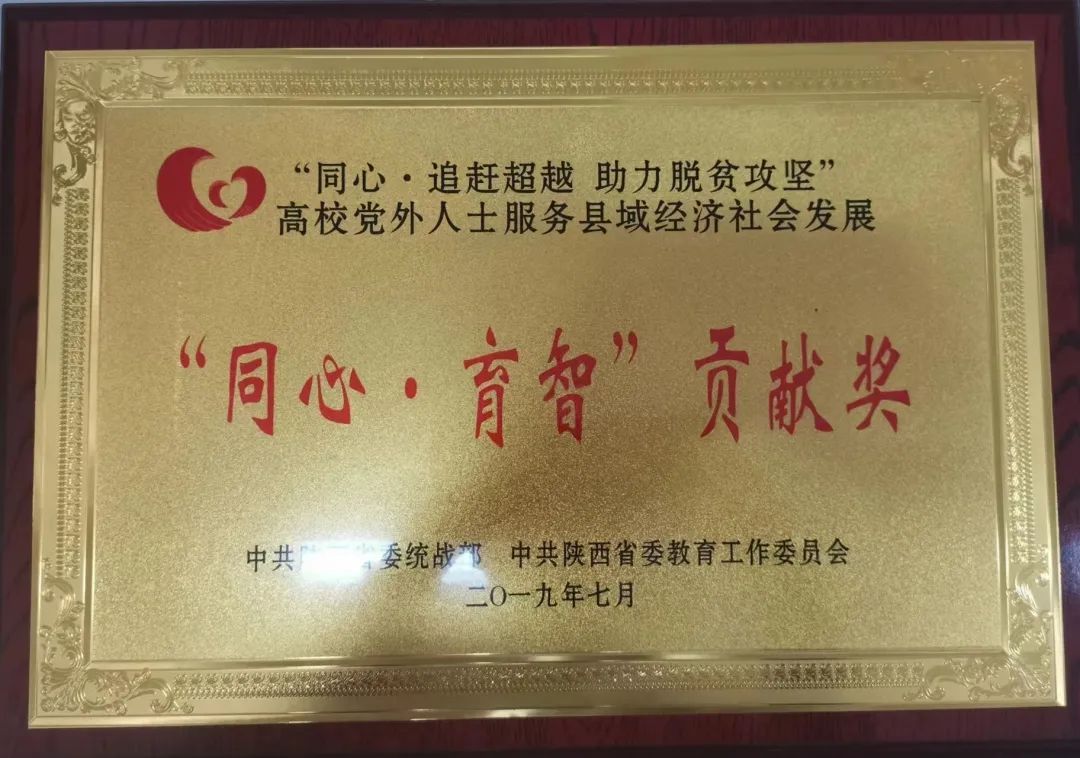 “同心·追赶超越 助力脱贫攻坚”
高校党外人士服务县域经济社会发展
“同心·育智”贡献奖
中共陕西省委统战部 中共陕西省委教育工作委员会
二〇一九年七月